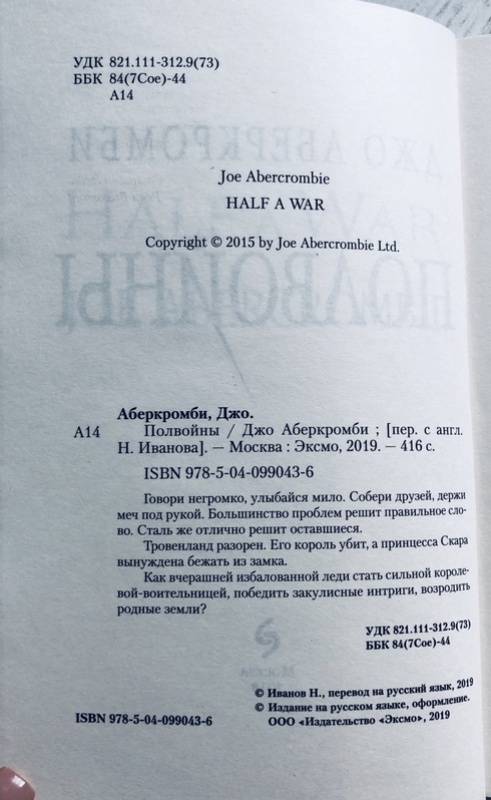 УДК 821.111-312.9(73)
ББК 84(7Сое)-44
А14
Joe Abercrombie
HALF A WAR
Copyright © 2015 by Joe Abercrombie Ltd.
Аберкромби, Джо.
А14 Полвойны / Джо Аберкромби ; [пер. с англ.
Н. Иванова]. — Москва : Эксмо, 2019. — 416 с.
ISBN 978-5-04-099043-6
Говори негромко, улыбайся мило. Собери друзей, держи
меч под рукой. Большинство проблем решит правильное сло-
во. Сталь же отлично решит оставшиеся.
Тровенланд разорен. Его король убит, а принцесса Скара
вынуждена бежать из замка.
Как вчерашней избалованной леди стать сильной короле-
вой-воительницей, победить закулисные интриги, возродить
родные земли?
УДК 821.111-312.9(73)
ББК 84(7Сое)-44
© Иванов Н., перевод на русский язык, 2019
© Издание на русском языке, оформление.
ООО «Издательство «Эксмо», 2019
ISBN 978-5-04-099043-6